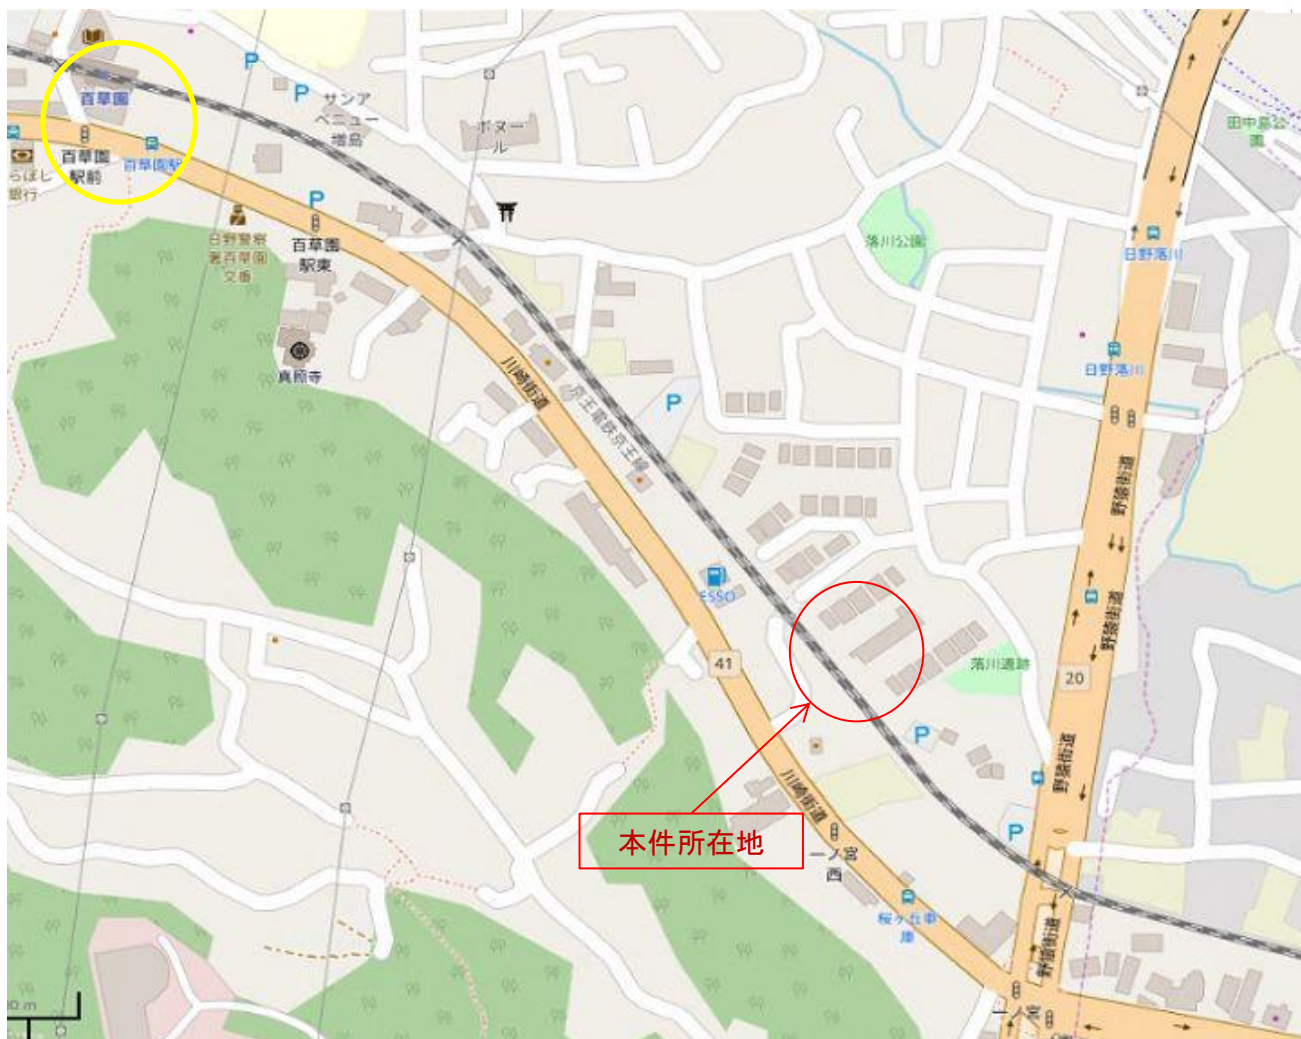 P
P
サンア
ベニュー
増島
ボヌー
ル
百草園
百草園
駅前
百草園駅
らぼし
銀行
P
日野警察
署百草園
交番
百草園
駅東
真照寺
落川公園
田中島公
園
日野落川
日野落川
川崎街道
京王電鉄京王線
P
野猿街道
野猿街道
ESSO
41
落川遺跡
20
P
野猿街道
川崎街道
本件所在地
P
一ノ宮
西
桜ヶ丘車
庫
野猿街道
一ノ宮